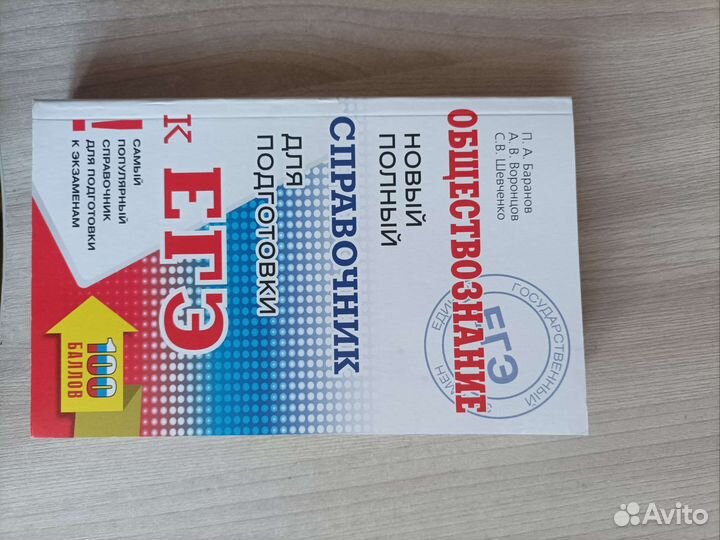 П. А. Баранов
А. В. Воронцов
С.В. Шевченко
ГОСУДАРСТВЕННЫЙ
ЕГЭ
ОБЩЕСТВОЗНАНИЕ
НОВЫЙ
ПОЛНЫЙ
СПРАВОЧНИК
ДЛЯ
ПОДГОТОВКИ
К ЕГЭ
!
САМЫЙ
ПОПУЛЯРНЫЙ
СПРАВОЧНИК
ДЛЯ ПОДГОТОВКИ
К ЭКЗАМЕНАМ
100
БАЛЛОВ
Avito